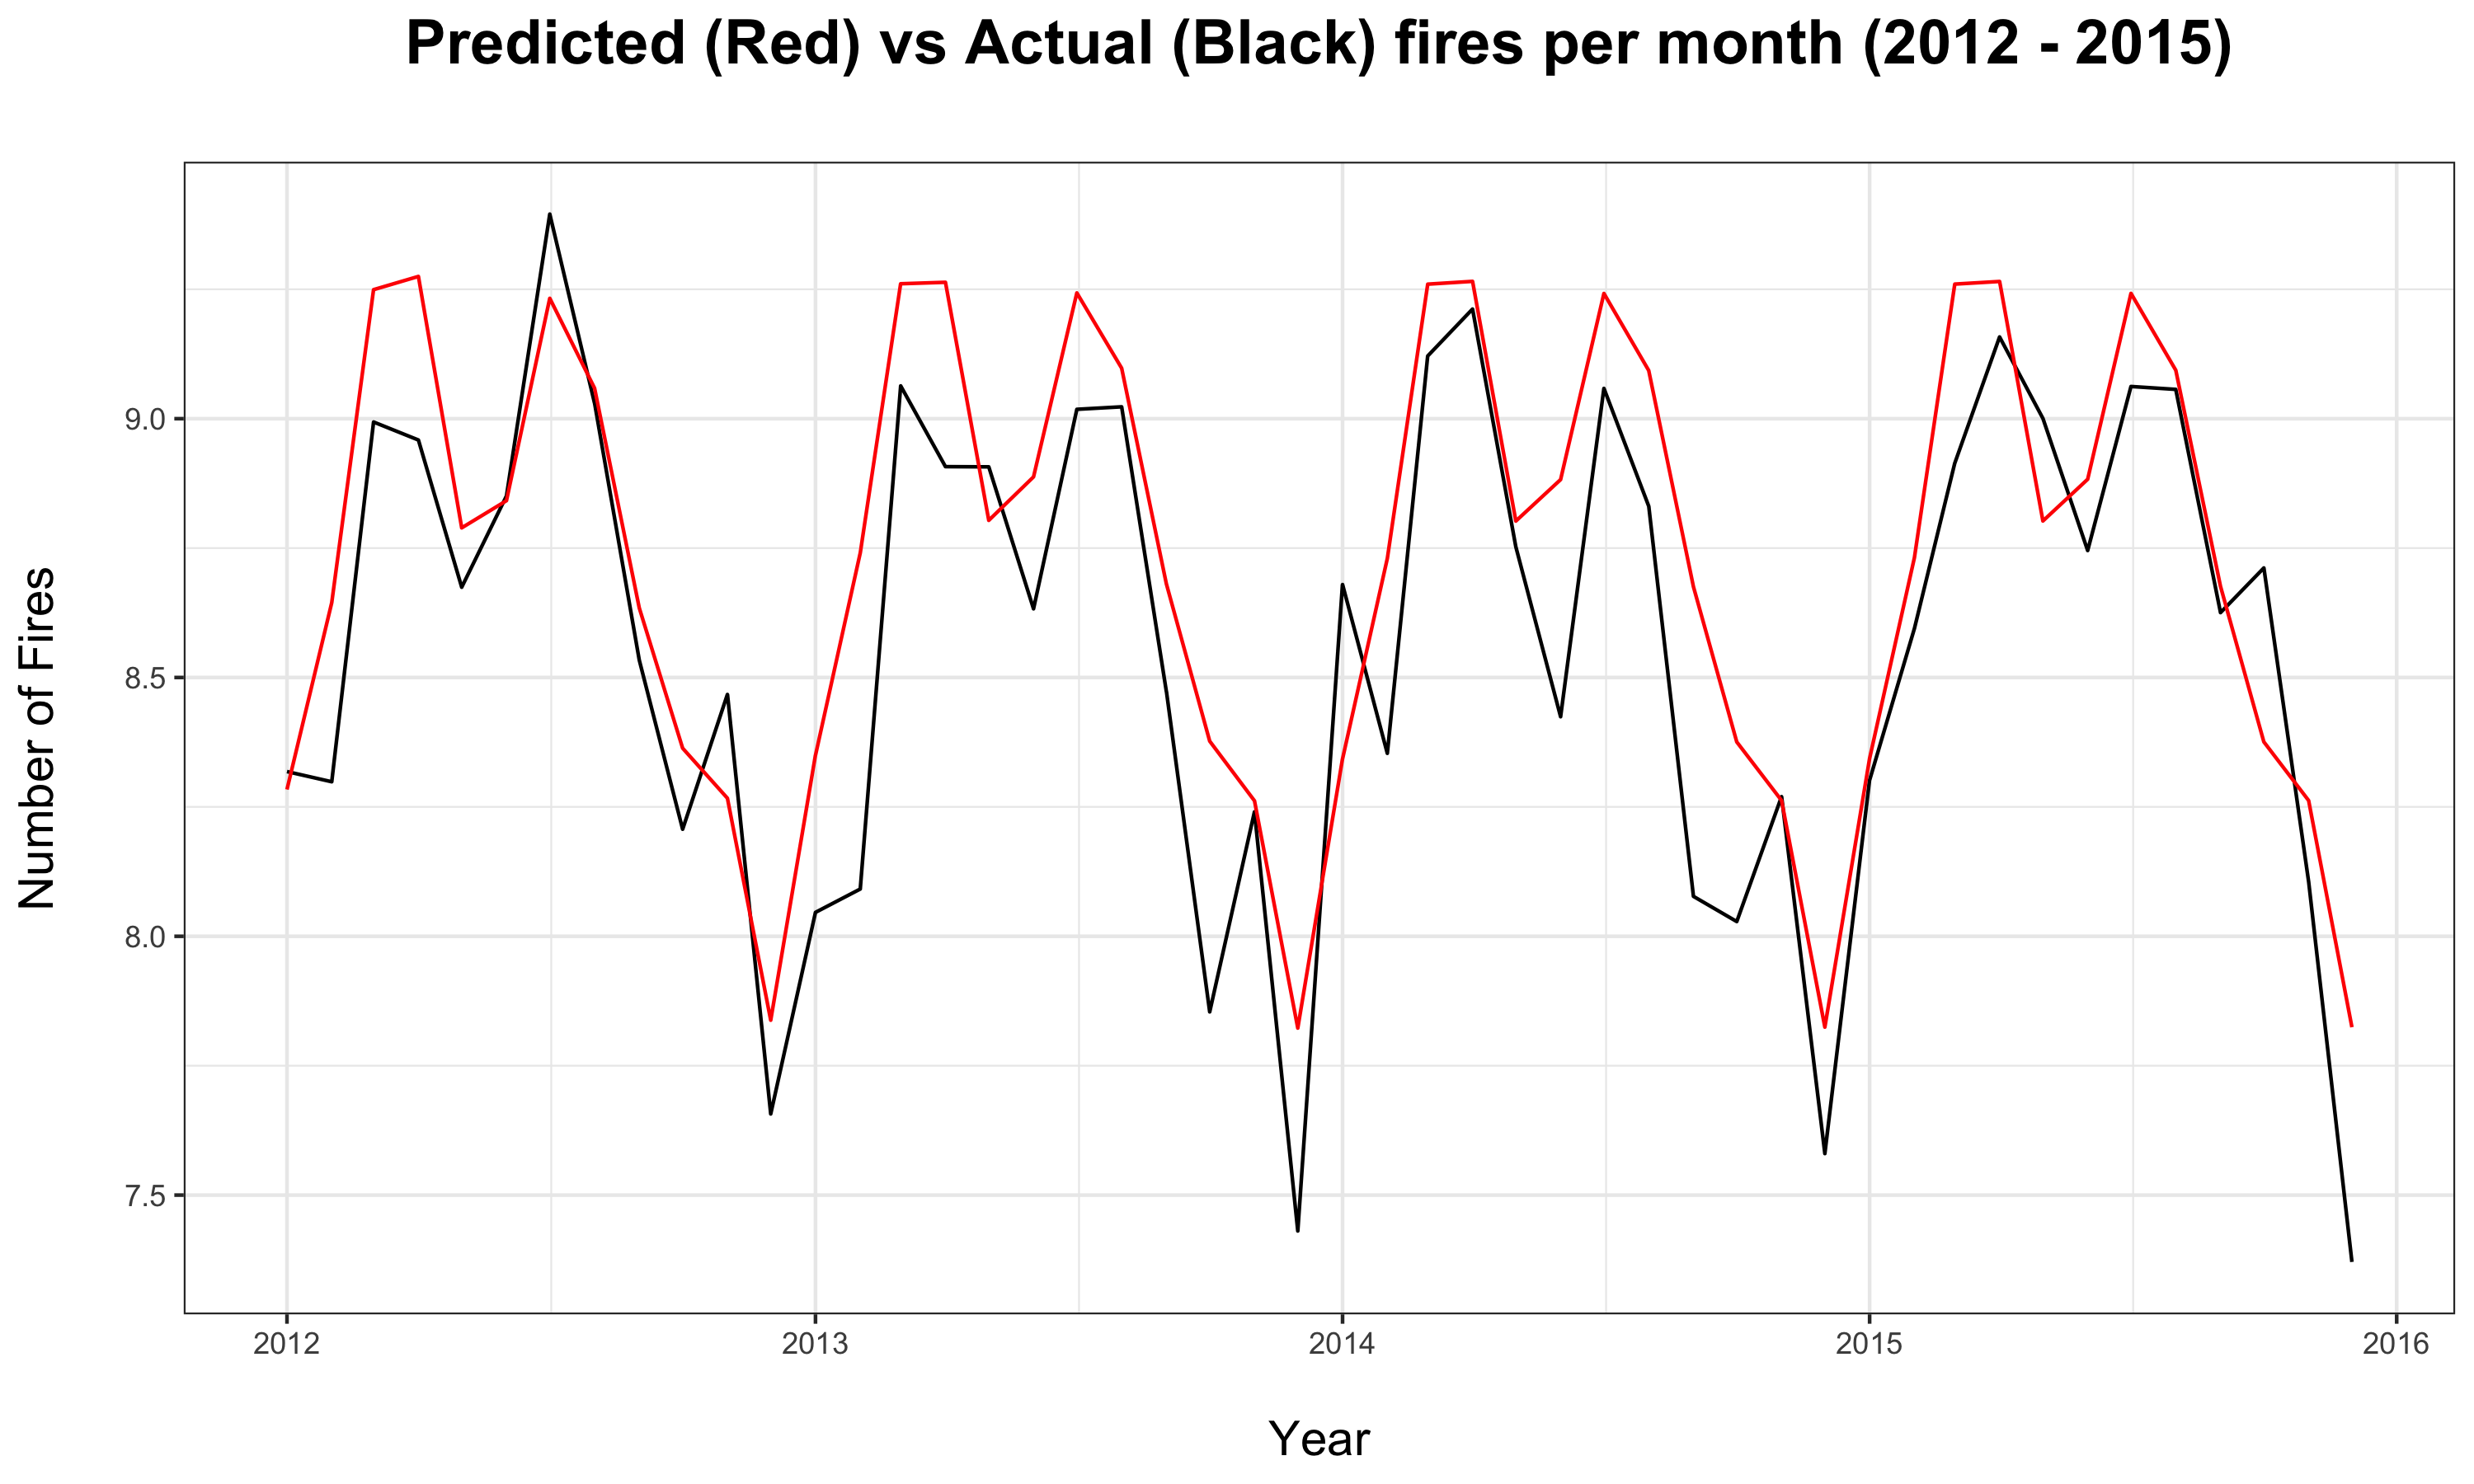 Predicted (Red) vs Actual (Black) fires per month (2012 - 2015)
Number of Fires
9.0
8.5
8.0
7.5
2012 2013 2014 2015 2016
Year